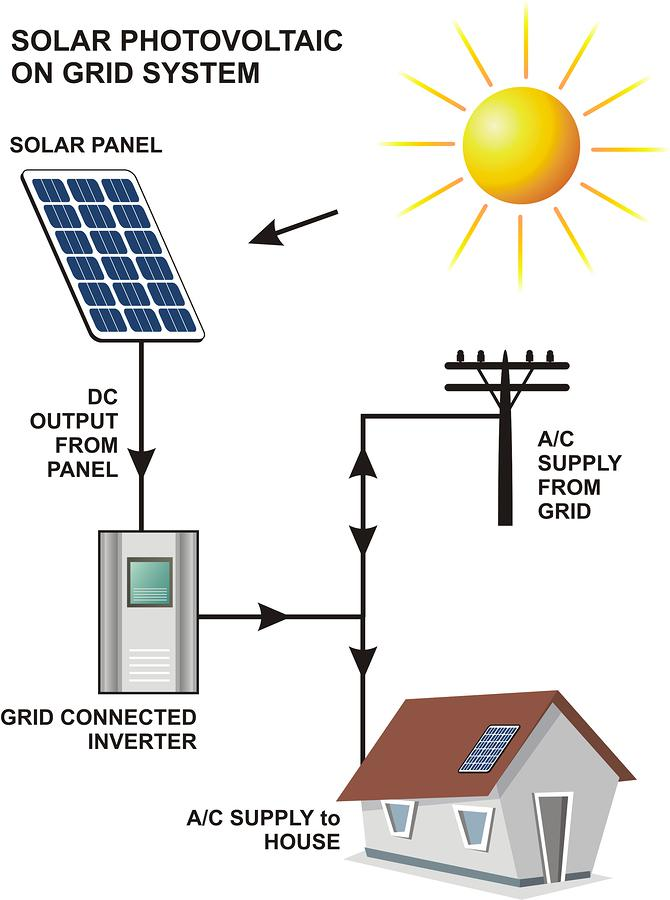 SOLAR PHOTOVOLTAIC
ON GRID SYSTEM
SOLAR PANEL
DC
OUTPUT
FROM
PANEL
A/C
SUPPLY
FROM
GRID
GRID CONNECTED
INVERTER
A/C SUPPLY to
HOUSE